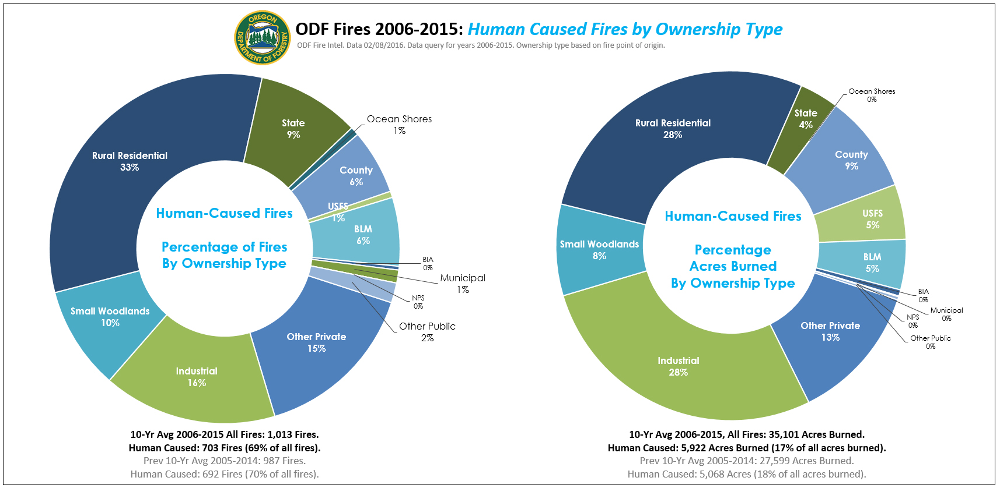 OREGON
DEPARTMENT OF FORESTRY
ODF Fires 2006-2015: Human Caused Fires by Ownership Type
ODF Fire Intel. Data 02/08/2016. Data query for years 2006-2015. Ownership type based on fire point of origin.
State
9%
Ocean Shores
1%
County
6%
USFS
1%
BLM
6%
BIA
0%
Municipal
1%
NPS
0%
Other Public
2%
Other Private
15%
Industrial
16%
Small Woodlands
10%
Rural Residential
33%
Human-Caused Fires
Percentage of Fires
By Ownership Type
10-Yr Avg 2006-2015 All Fires: 1,013 Fires.
Human Caused: 703 Fires (69% of all fires).
Prev 10-Yr Avg 2005-2014: 987 Fires.
Human Caused: 692 Fires (70% of all fires).
State
4%
Ocean Shores
0%
County
9%
USFS
5%
BLM
5%
BIA
0%
Municipal
0%
NPS
0%
Other Public
0%
Other Private
13%
Industrial
28%
Small Woodlands
8%
Rural Residential
28%
Human-Caused Fires
Percentage
Acres Burned
By Ownership Type
10-Yr Avg 2006-2015, All Fires: 35,101 Acres Burned.
Human Caused: 5,922 Acres Burned (17% of all acres burned).
Prev 10-Yr Avg 2005-2014: 27,599 Acres Burned.
Human Caused: 5,068 Acres (18% of all acres burned).